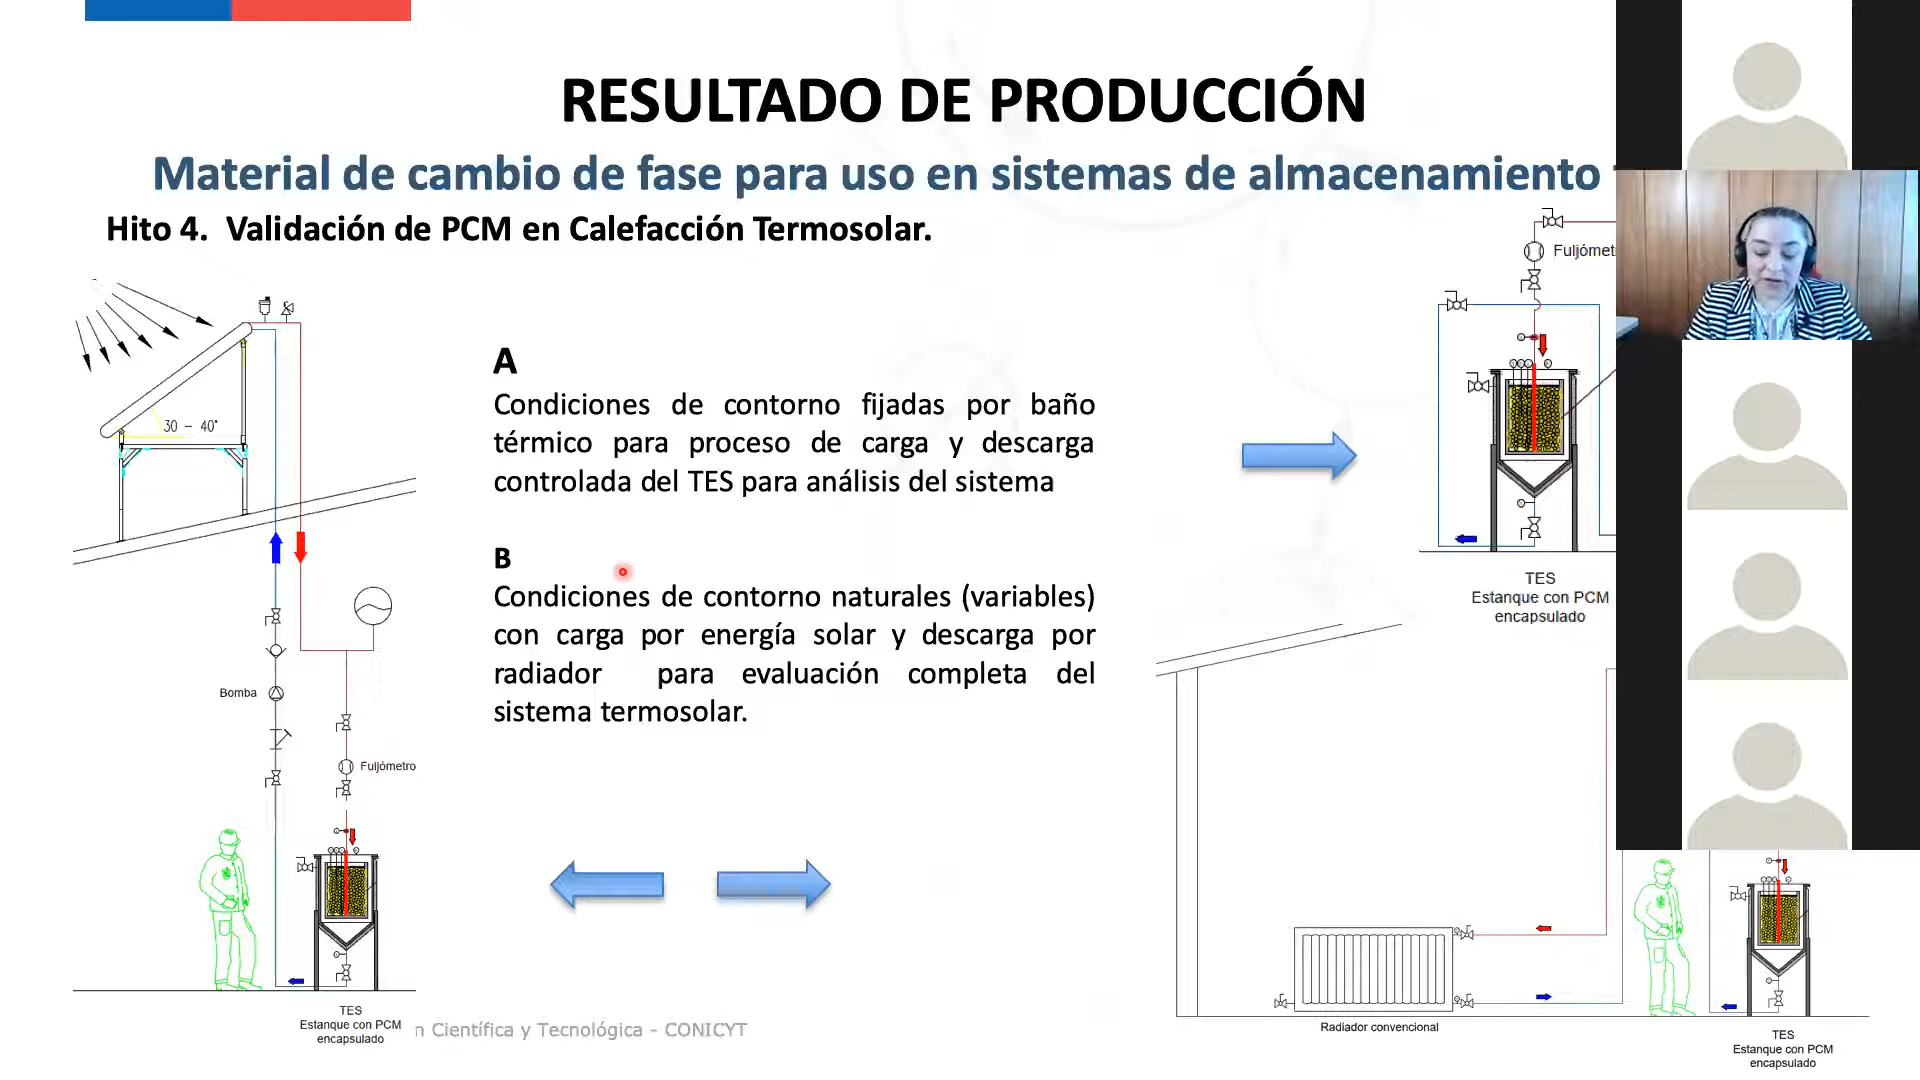 RESULTADO DE PRODUCCIÓN
Material de cambio de fase para uso en sistemas de almacenamiento
Hito 4. Validación de PCM en Calefacción Termosolar.
Fuljómet
30 - 40°
A
Condiciones de contorno fijadas por baño
térmico para proceso de carga y descarga
controlada del TES para análisis del sistema
B
Condiciones de contorno naturales (variables)
con carga por energía solar y descarga por
radiador para evaluación completa del
sistema termosolar.
TES
Estanque con PCM
encapsulado
Bomba
Fuljómetro
TES
Estanque con PCM
encapsulado
n Científica y Tecnológica - CONICYT
Radiador convencional
TES
Estanque con PCM
encapsulado